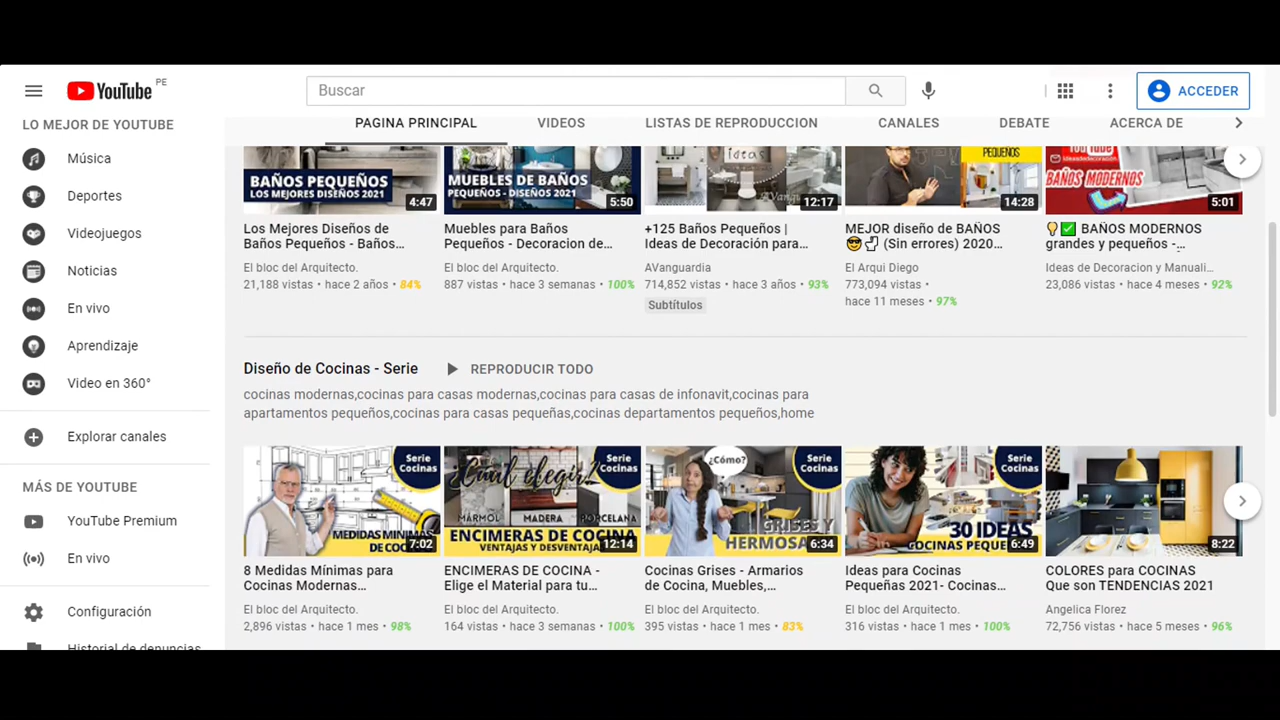 YouTube PE
Buscar
ACCEDER
LO MEJOR DE YOUTUBE
Música
Deportes
Videojuegos
Noticias
En vivo
Aprendizaje
Video en 360°
Explorar canales
MÁS DE YOUTUBE
YouTube Premium
En vivo
Configuración
Historial de denuncias
PAGINA PRINCIPAL VIDEOS LISTAS DE REPRODUCCION CANALES DEBATE ACERCA DE
BAÑOS PEQUEÑOS
LOS MEJORES DISEÑOS 2021
4:47
Los Mejores Diseños de
Baños Pequeños - Baños...
El bloc del Arquitecto.
21,188 vistas • hace 2 años • 84%
MUEBLES DE BAÑOS
PEQUEÑOS - DISEÑOS 2021
5:50
Muebles para Baños
Pequeños - Decoracion de...
El bloc del Arquitecto.
887 vistas • hace 3 semanas • 100%
ideas
12:17
+125 Baños Pequeños |
Ideas de Decoración para...
AVanguardia
714,852 vistas • hace 3 años • 93%
Subtítulos
PEQUEÑOS
14:28
MEJOR diseño de BAÑOS
(Sin errores) 2020...
El Arqui Diego
773,094 vistas •
hace 11 meses • 97%
YouTube
BAÑOS MODERNOS
5:01
BAÑOS MODERNOS
grandes y pequeños -...
Ideas de Decoracion y Manuali...
23,086 vistas • hace 4 meses • 92%
Diseño de Cocinas - Serie REPRODUCIR TODO
cocinas modernas,cocinas para casas modernas,cocinas para casas de infonavit,cocinas para
apartamentos pequeños,cocinas para casas pequeñas,cocinas departamentos pequeños,home
Serie
Cocinas
MEDIDAS MINIMAS
DE COC
7:02
8 Medidas Mínimas para
Cocinas Modernas...
El bloc del Arquitecto.
2,896 vistas • hace 1 mes • 98%
Serie
Cocinas
¿Cual elegir?
MÁRMOL MADERA PORCELANA
ENCIMERAS DE COCINA
VENTAJAS Y DESVENTAJA
12:14
ENCIMERAS DE COCINA -
Elige el Material para tu...
El bloc del Arquitecto.
164 vistas • hace 3 semanas • 100%
¿Cómo?
Serie
Cocinas
GRISES Y
HERMOSA
6:34
Cocinas Grises - Armarios
de Cocina, Muebles,...
El bloc del Arquitecto.
395 vistas • hace 1 mes • 83%
Serie
Cocinas
30 IDEAS
COCINAS PEQUE
6:49
Ideas para Cocinas
Pequeñas 2021- Cocinas...
El bloc del Arquitecto.
316 vistas • hace 1 mes • 100%
8:22
COLORES para COCINAS
Que son TENDENCIAS 2021
Angelica Florez
72,756 vistas • hace 5 meses • 96%